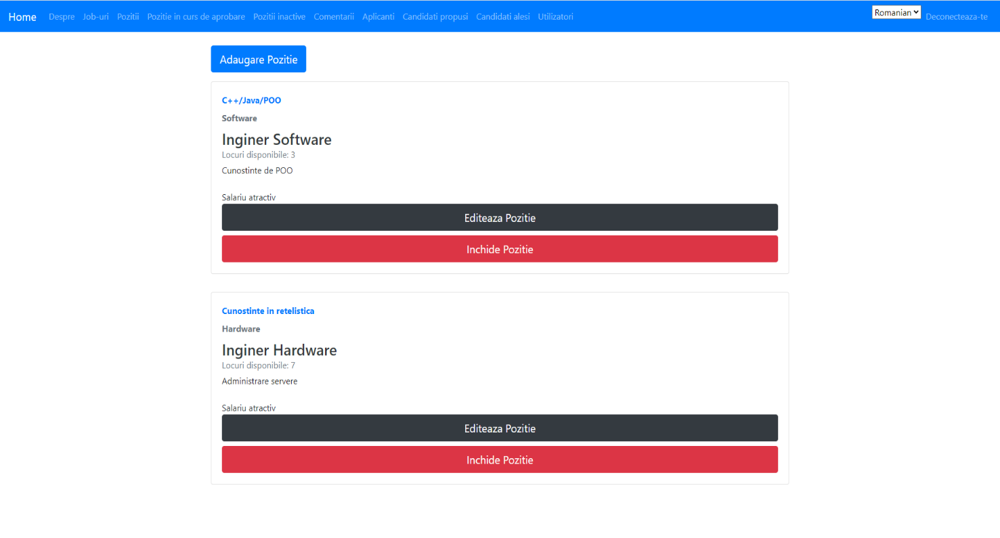 Home Despre Job-uri Pozitii Pozitie in curs de aprobare Pozitii inactive Comentarii Aplicanti Candidati propusi Candidati alesi Utilizatori Romanian Deconecteaza-te
Adaugare Pozitie
C++/Java/POO
Software
Inginer Software
Locuri disponibile: 3
Cunostinte de POO
Salariu atractiv
Editeaza Pozitie
Inchide Pozitie
Cunostinte in retelistica
Hardware
Inginer Hardware
Locuri disponibile: 7
Administrare servere
Salariu atractiv
Editeaza Pozitie
Inchide Pozitie